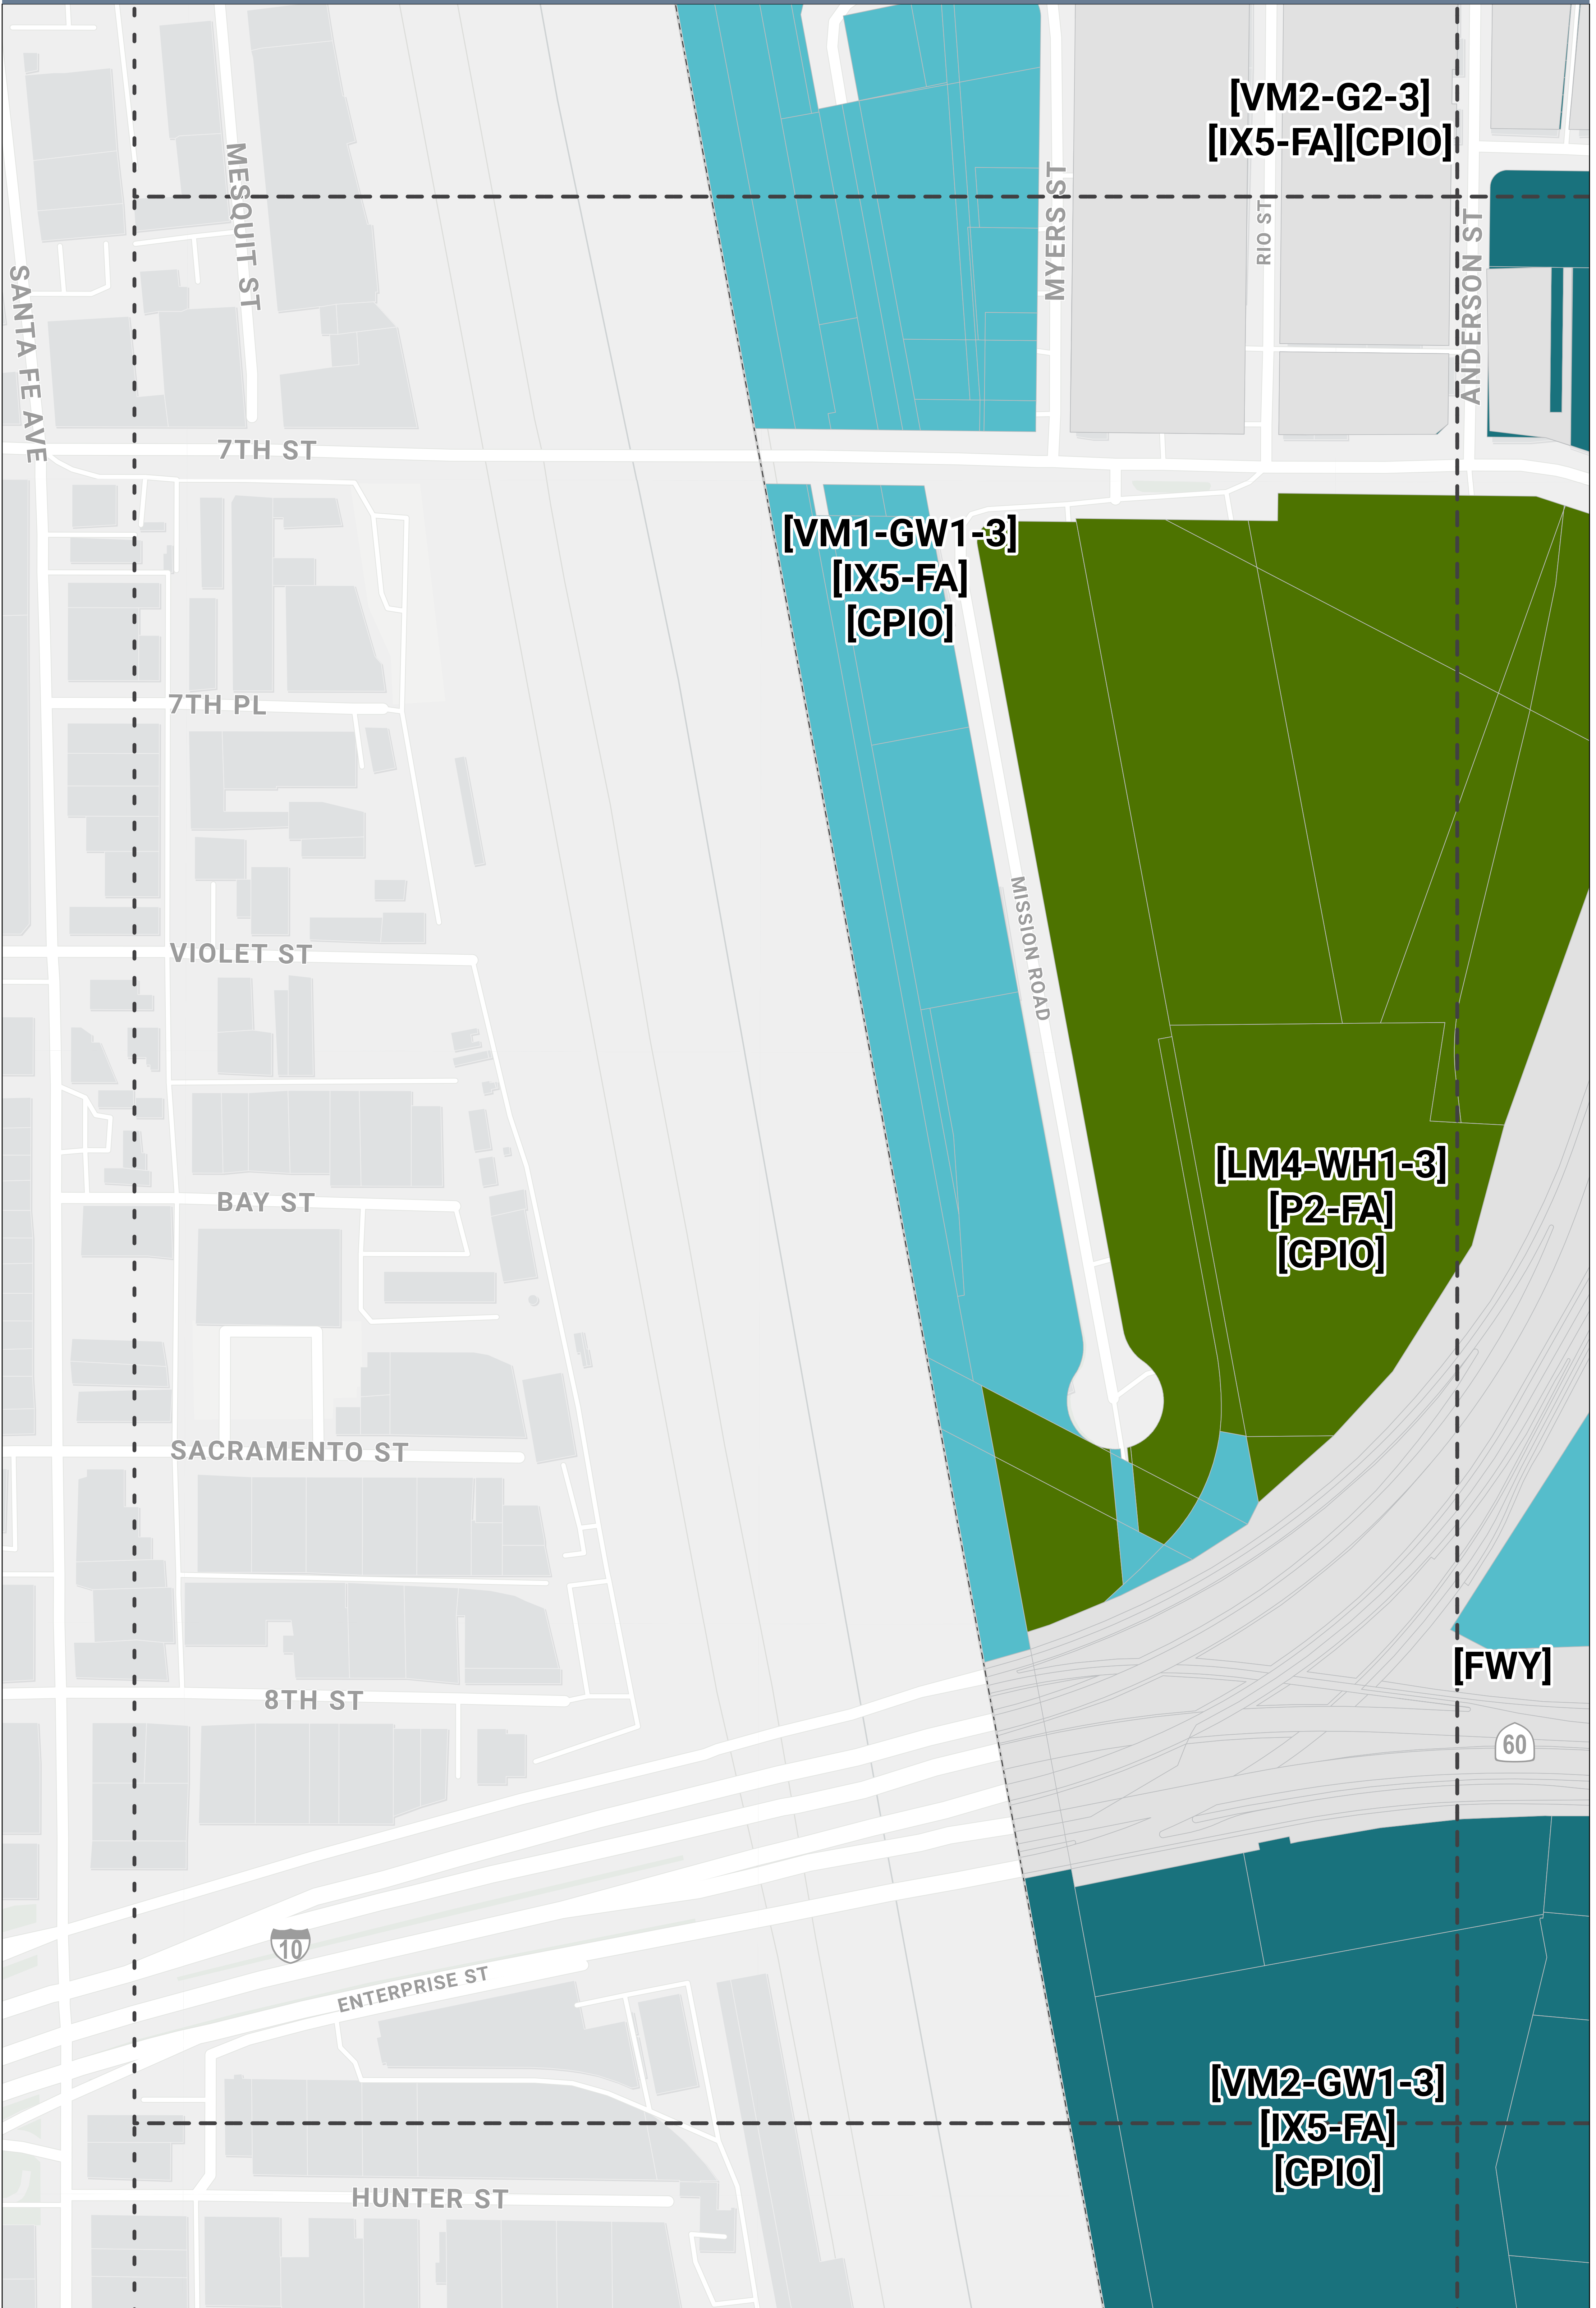 [VM2-G2-3]
[IX5-FA][CPIO]
MESQUIT ST
MYERS ST
RIO ST
ANDERSON ST
SANTA FE AVE
7TH ST
[VM1-GW1-3]
[IX5-FA]
[CPIO]
7TH PL
MISSION ROAD
VIOLET ST
[LM4-WH1-3]
[P2-FA]
[CPIO]
BAY ST
SACRAMENTO ST
[FWY]
8TH ST
60
10
ENTERPRISE ST
[VM2-GW1-3]
[IX5-FA]
[CPIO]
HUNTER ST